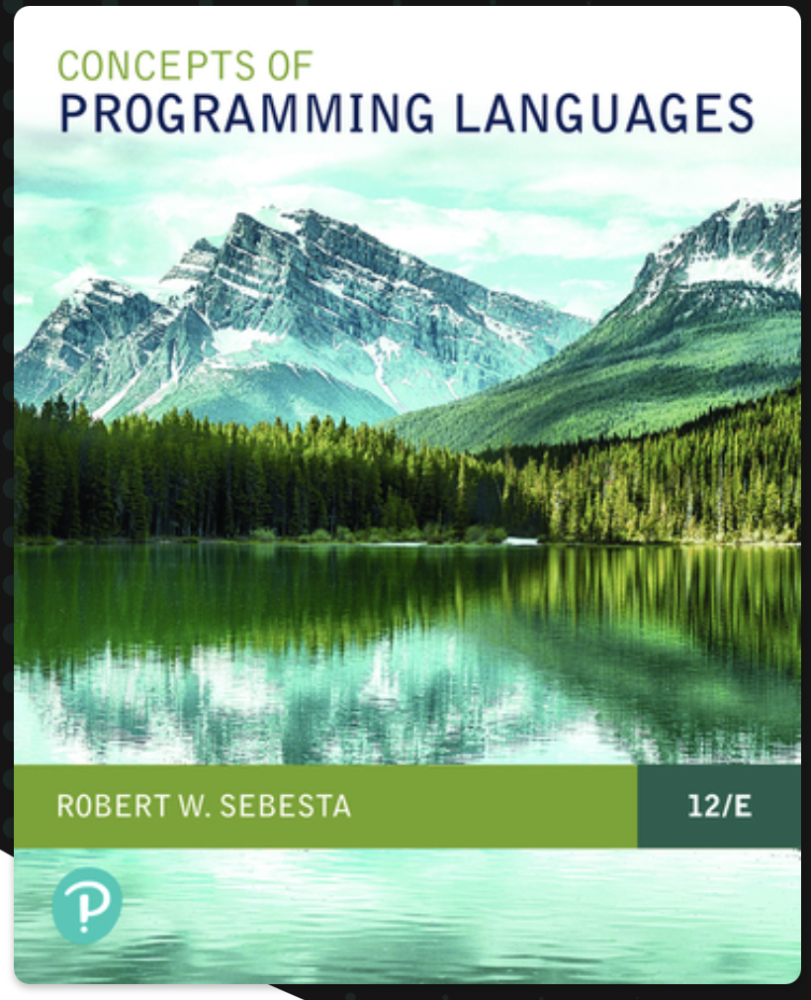 CONCEPTS OF
PROGRAMMING LANGUAGES
ROBERT W. SEBESTA
12/E
P